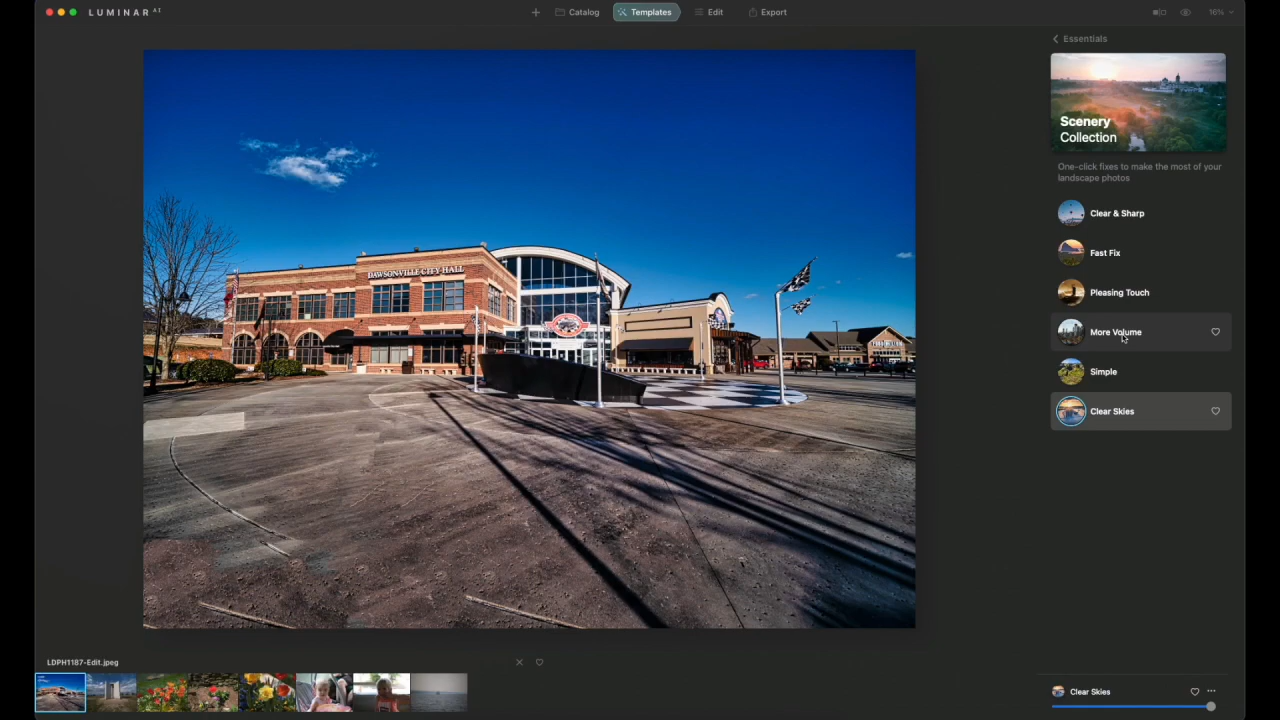 LUMINAR AI
Catalog
Templates
Edit
Export
16%
Essentials
Scenery
Collection
One-click fixes to make the most of your
landscape photos
Clear & Sharp
Fast Fix
Pleasing Touch
More Volume
Simple
Clear Skies
DAWSONVILLE CITY HALL
LDPH1187-Edit.jpeg
Clear Skies